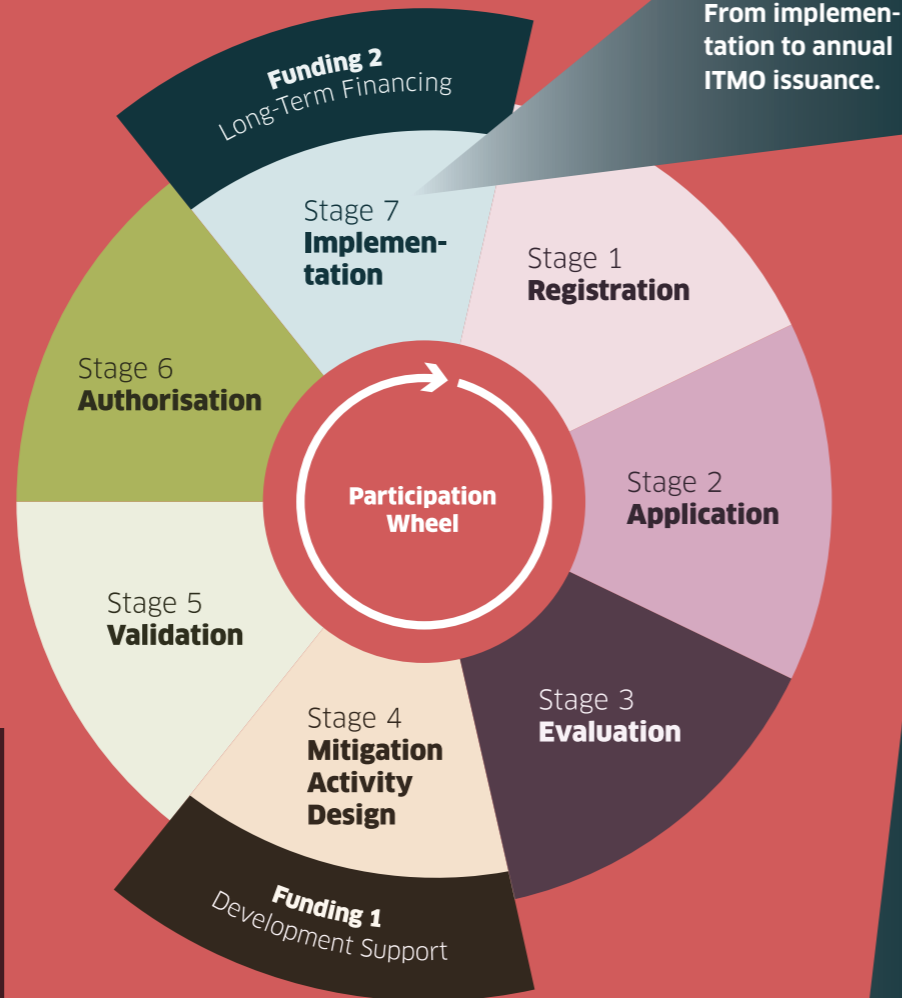 From implemen-
tation to annual
ITMO issuance.
Funding 2
Long-Term Financing
Stage 7
Implemen-
tation
Stage 1
Registration
Stage 6
Authorisation
Stage 2
Application
Participation
Wheel
Stage 5
Validation
Stage 3
Evaluation
Stage 4
Mitigation
Activity
Design
Funding 1
Development Support